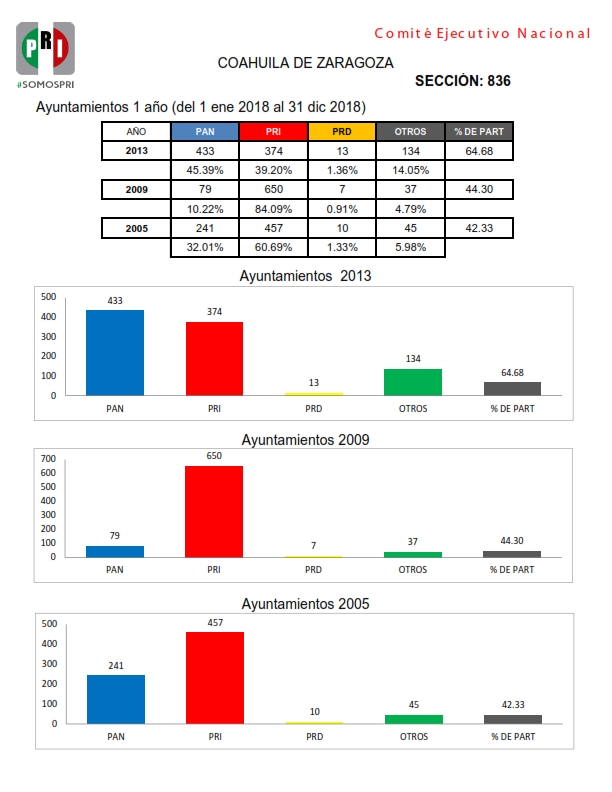 Comité Ejecutivo Nacional
PRI
#SOMOSPRI
COAHUILA DE ZARAGOZA
SECCIÓN: 836
Ayuntamientos 1 año (del 1 ene 2018 al 31 dic 2018)
AÑO PAN PRI PRD OTROS % DE PART
2013 433 374 13 134 64.68
45.39% 39.20% 1.36% 14.05%
2009 79 650 7 37 44.30
10.22% 84.09% 0.91% 4.79%
2005 241 457 10 45 42.33
32.01% 60.69% 1.33% 5.98%
Ayuntamientos 2013
500
400
300
200
100
0
433 374 13 134 64.68
PAN PRI PRD OTROS % DE PART
Ayuntamientos 2009
700
600
500
400
300
200
100
0
79 650 7 37 44.30
PAN PRI PRD OTROS % DE PART
Ayuntamientos 2005
500
400
300
200
100
0
241 457 10 45 42.33
PAN PRI PRD OTROS % DE PART